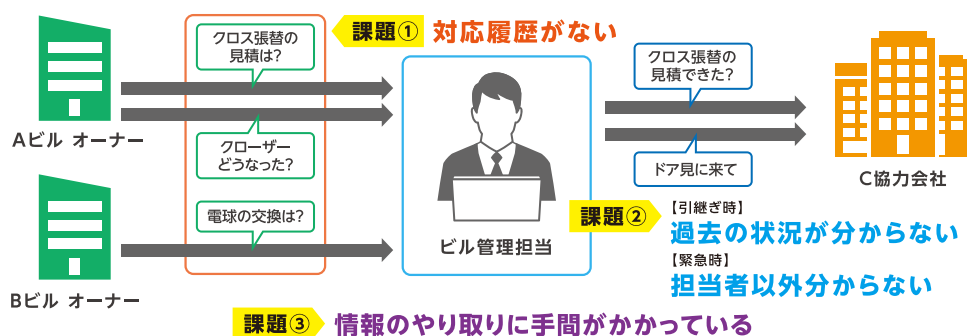 課題① 対応履歴がない
クロス張替の
見積は?
クローザー
どうなった?
電球の交換は?
Aビル オーナー
Bビル オーナー
ビル管理担当
クロス張替の
見積できた?
ドア見に来て
C協力会社
課題②
【引継ぎ時】
過去の状況が分からない
【緊急時】
担当者以外分からない
課題③ 情報のやり取りに手間がかかっている